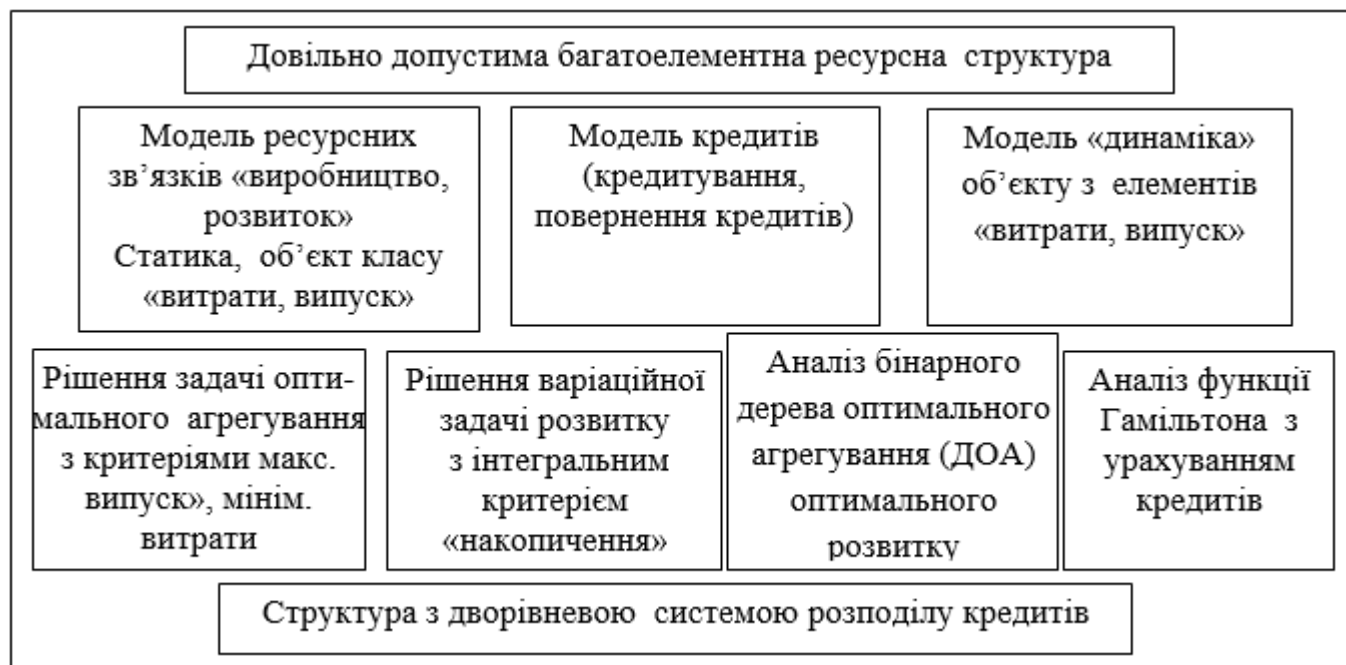 Довільно допустима багатоелементна ресурсна структура
Модель ресурсних
зв’язків «виробництво,
розвиток»
Статика, об’єкт класу
«витрати, випуск»
Модель кредитів
(кредитування,
повернення кредитів)
Модель «динаміка»
об’єкту з елементів
«витрати, випуск»
Рішення задачі опти-
мального агрегування
з критеріями макс.
випуск», мінім.
витрати
Рішення варіаційної
задачі розвитку
з інтегральним
критерієм
«накопичення»
Аналіз бінарного
дерева оптимального
агрегування (ДОА)
оптимального
розвитку
Аналіз функції
Гамільтона з
урахуванням
кредитів
Структура з дворівневою системою розподілу кредитів